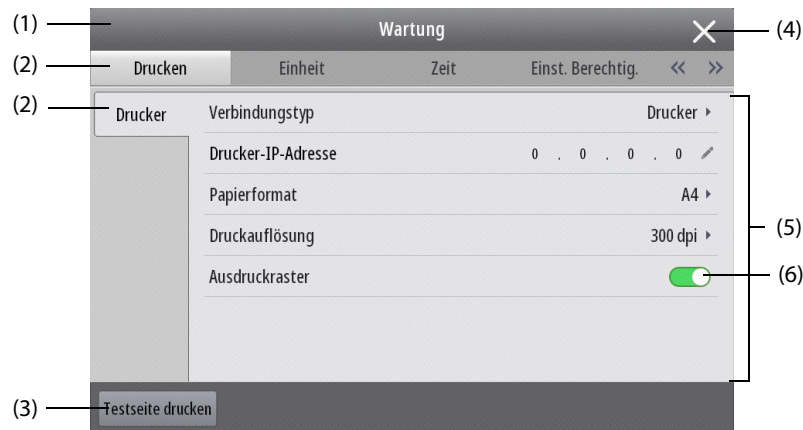 (1) Wartung (4)
(2) Drucken Einheit Zeit Einst. Berechtig. << >>
(2) Drucker Verbindungstyp Drucker
Drucker-IP-Adresse 0 . 0 . 0 . 0
Papierformat A4
Druckauflösung 300 dpi (5)
Ausdruckraster (6)
(3) Testseite drucken